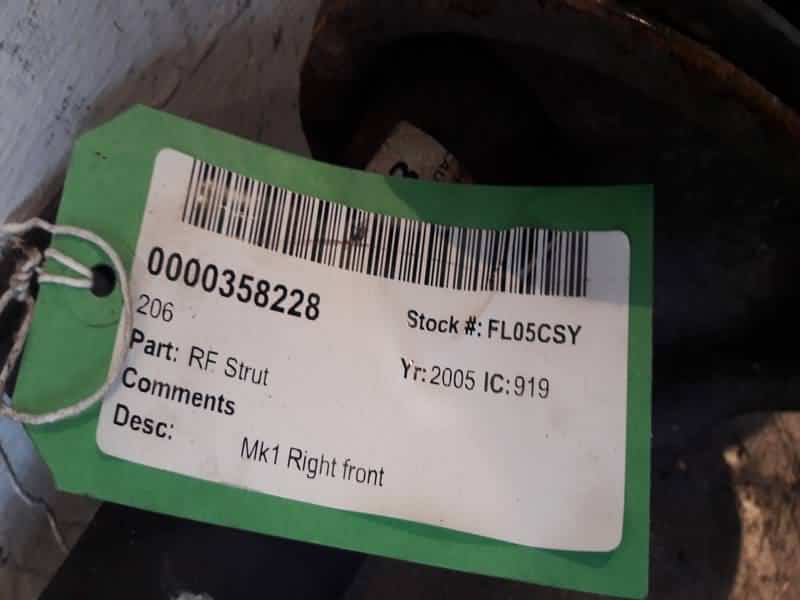 0000358228
206
Stock #: FL05CSY
Part: RF Strut
Yr: 2005 IC: 919
Comments
Desc:
Mk1 Right front